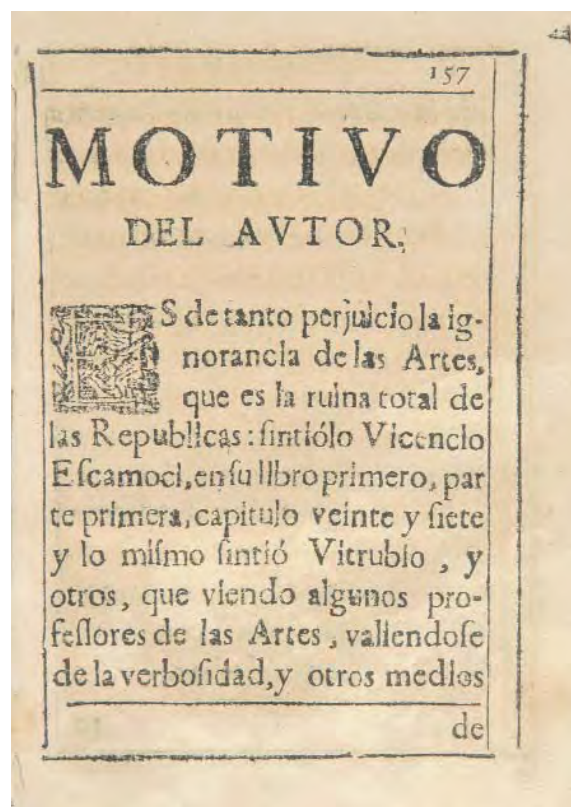 157
MOTIVO
DEL AVTOR.
ES de tanto perjuicio la ig-
norancia de las Artes,
que es la ruina total de
las Republicas: ſintiólo Vicencio
Eſcamoci, en ſu libro primero, par
te primera, capitulo veinte y ſiete
y lo miſmo ſintió Vitrubio, y
otros, que viendo algunos pro-
feſſores de las Artes, valiendoſe
de la verboſidad, y otros medios
de